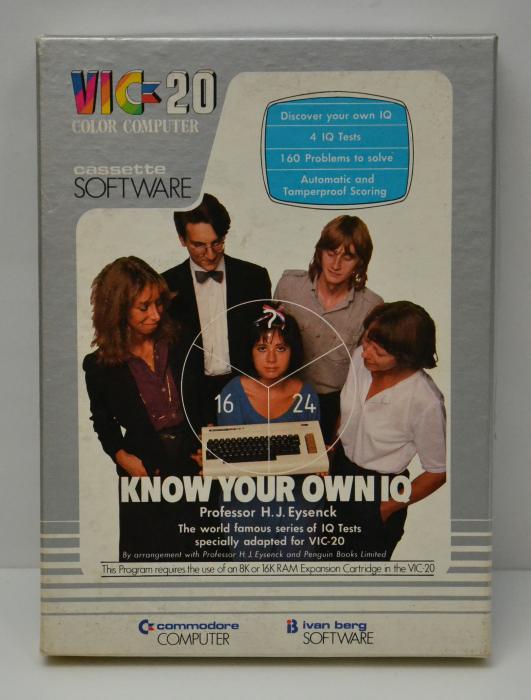 VIC-20
COLOR COMPUTER
cassette
SOFTWARE
Discover your own IQ
4 IQ Tests
160 Problems to solve
Automatic and
Tamperproof Scoring
?
16 24
KNOW YOUR OWN IQ
Professor H. J. Eysenck
The world famous series of IQ Tests
specially adapted for VIC-20
By arrangement with Professor H. J. Eysenck and Penguin Books Limited
This Program requires the use of an 8K or 16K RAM Expansion Cartridge in the VIC-20
commodore
COMPUTER
ivan berg
SOFTWARE